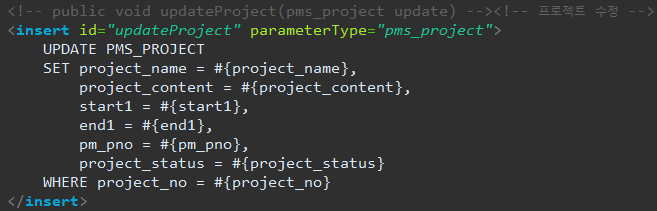 <!-- public void updateProject(pms_project update) --><!-- 프로젝트 수정 -->
<insert id="updateProject" parameterType="pms_project">
    UPDATE PMS_PROJECT
    SET project_name = #{project_name},
        project_content = #{project_content},
        start1 = #{start1},
        end1 = #{end1},
        pm_pno = #{pm_pno},
        project_status = #{project_status}
    WHERE project_no = #{project_no}
</insert>